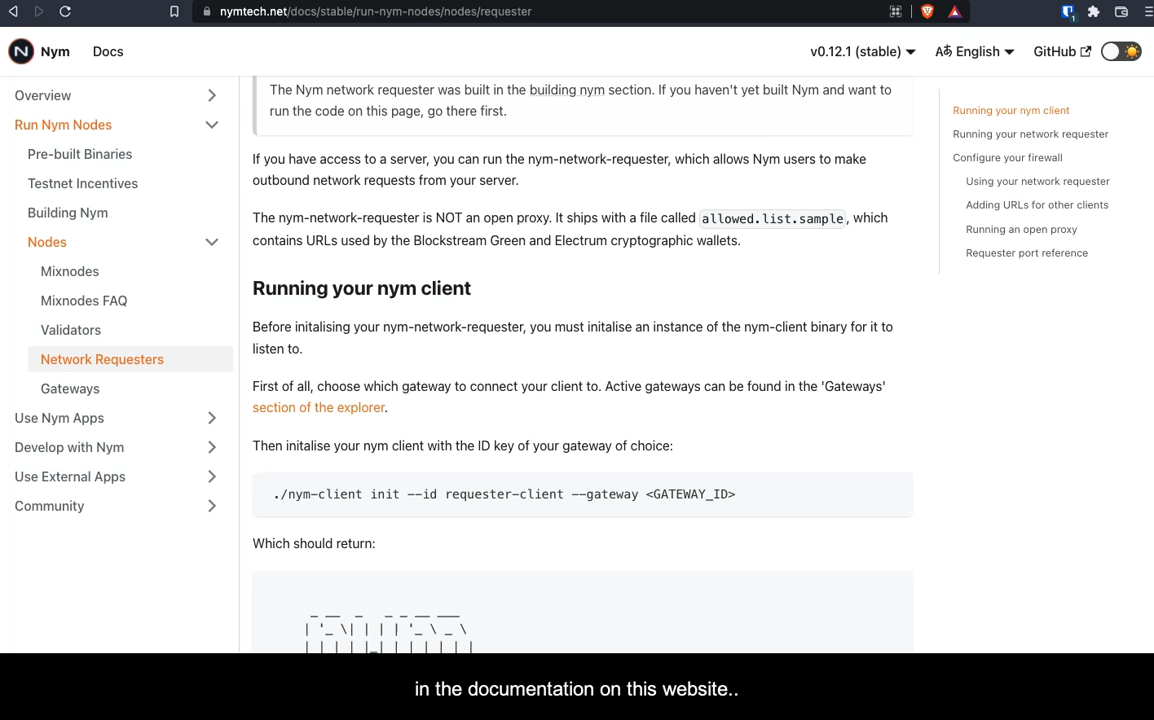 nymtech.net/docs/stable/run-nym-nodes/nodes/requester
1
N Nym Docs v0.12.1 (stable) English GitHub
Overview
Run Nym Nodes
Pre-built Binaries
Testnet Incentives
Building Nym
Nodes
Mixnodes
Mixnodes FAQ
Validators
Network Requesters
Gateways
Use Nym Apps
Develop with Nym
Use External Apps
Community
The Nym network requester was built in the building nym section. If you haven't yet built Nym and want to
run the code on this page, go there first.
If you have access to a server, you can run the nym-network-requester, which allows Nym users to make
outbound network requests from your server.
The nym-network-requester is NOT an open proxy. It ships with a file called allowed.list.sample, which
contains URLs used by the Blockstream Green and Electrum cryptographic wallets.
Running your nym client
Before initalising your nym-network-requester, you must initalise an instance of the nym-client binary for it to
listen to.
First of all, choose which gateway to connect your client to. Active gateways can be found in the 'Gateways'
section of the explorer.
Then initalise your nym client with the ID key of your gateway of choice:
./nym-client init --id requester-client --gateway <GATEWAY_ID>
Which should return:
Running your nym client
Running your network requester
Configure your firewall
Using your network requester
Adding URLs for other clients
Running an open proxy
Requester port reference
in the documentation on this website..